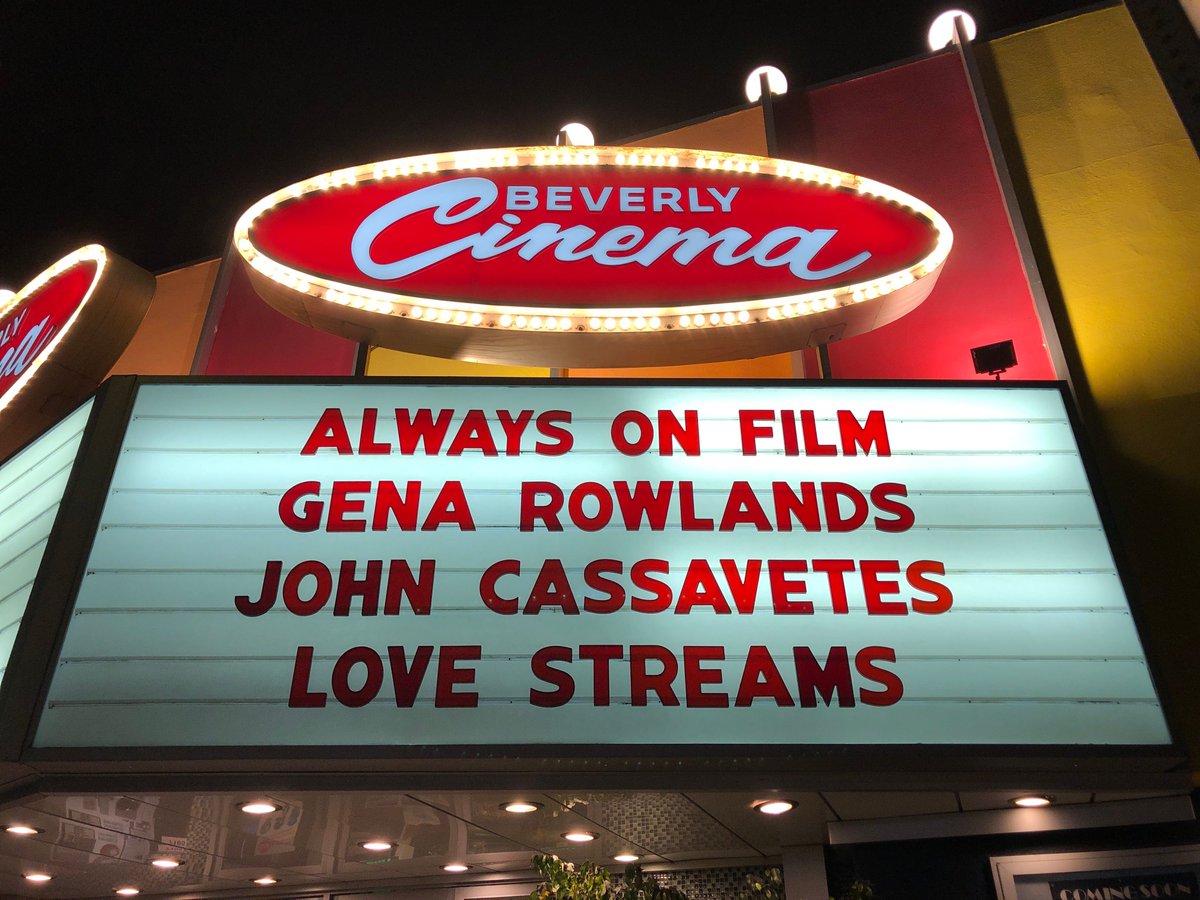 BEVERLY
Cinema
ALWAYS ON FILM
GENA ROWLANDS
JOHN CASSAVETES
LOVE STREAMS
COMING SOON